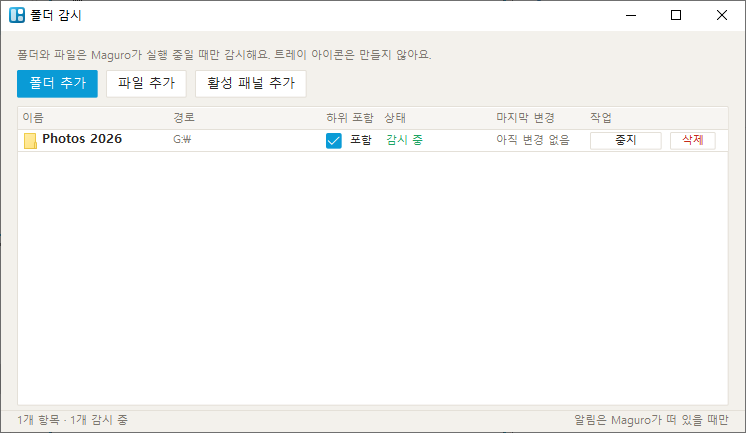 폴더 감시
폴더와 파일은 Maguro가 실행 중일 때만 감시해요. 트레이 아이콘은 만들지 않아요.
폴더 추가 파일 추가 활성 패널 추가
이름 경로 하위 포함 상태 마지막 변경 작업
Photos 2026 G:₩ 포함 감시 중 아직 변경 없음 중지 삭제
1개 항목 · 1개 감시 중 알림은 Maguro가 떠 있을 때만